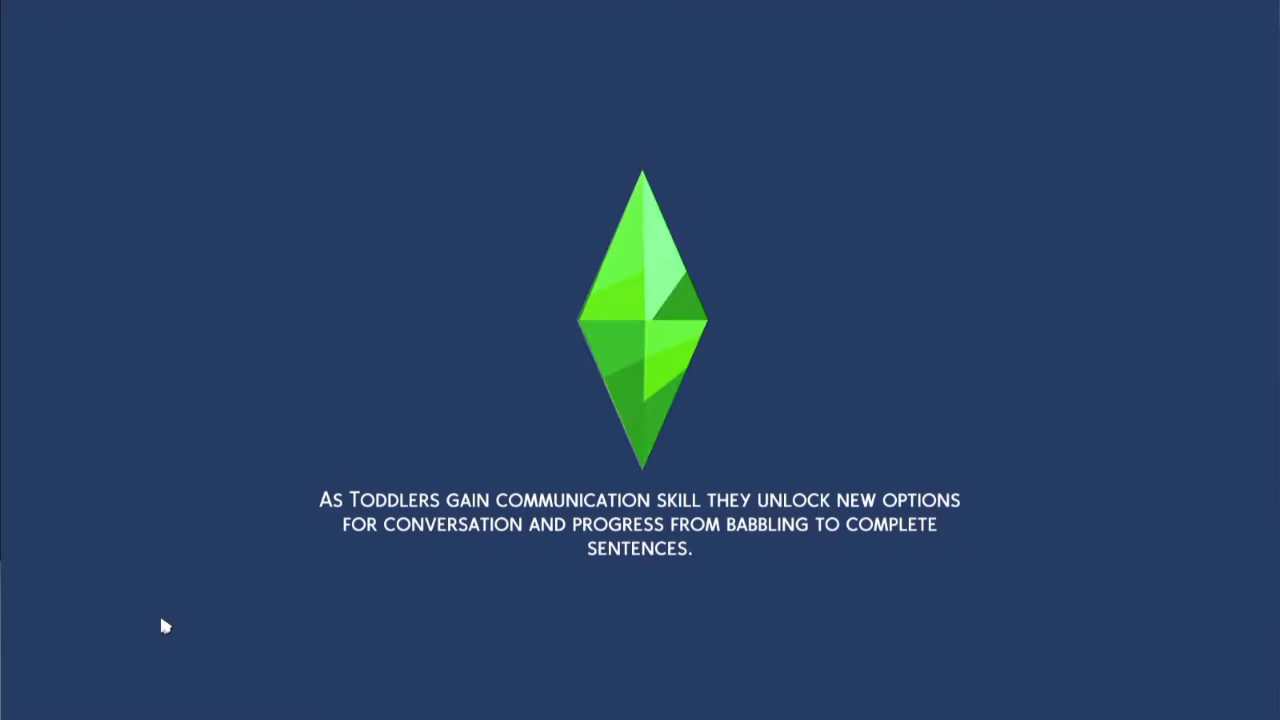 As Toddlers gain communication skill they unlock new options
for conversation and progress from babbling to complete
sentences.